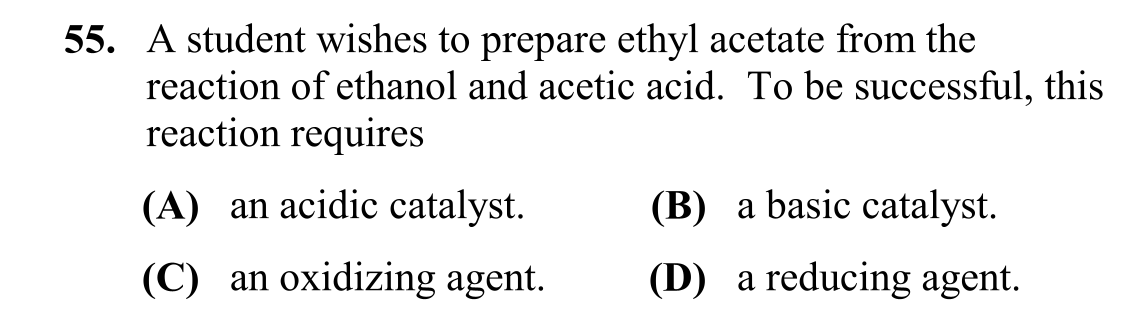 55. A student wishes to prepare ethyl acetate from the
reaction of ethanol and acetic acid. To be successful, this
reaction requires
(A) an acidic catalyst. (B) a basic catalyst.
(C) an oxidizing agent. (D) a reducing agent.